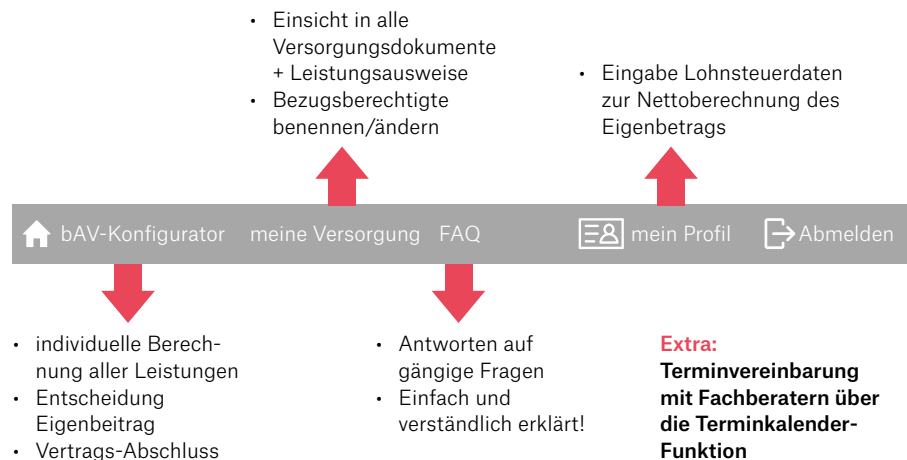 • Einsicht in alle
Versorgungsdokumente
+ Leistungsausweise
• Bezugsberechtigte
benennen/ändern
• Eingabe Lohnsteuerdaten
zur Nettoberechnung des
Eigenbetrags
bAV-Konfigurator meine Versorgung FAQ mein Profil Abmelden
• individuelle Berech-
nung aller Leistungen
• Entscheidung
Eigenbeitrag
• Vertrags-Abschluss
• Antworten auf
gängige Fragen
• Einfach und
verständlich erklärt!
Extra:
Terminvereinbarung
mit Fachberatern über
die Terminkalender-
Funktion